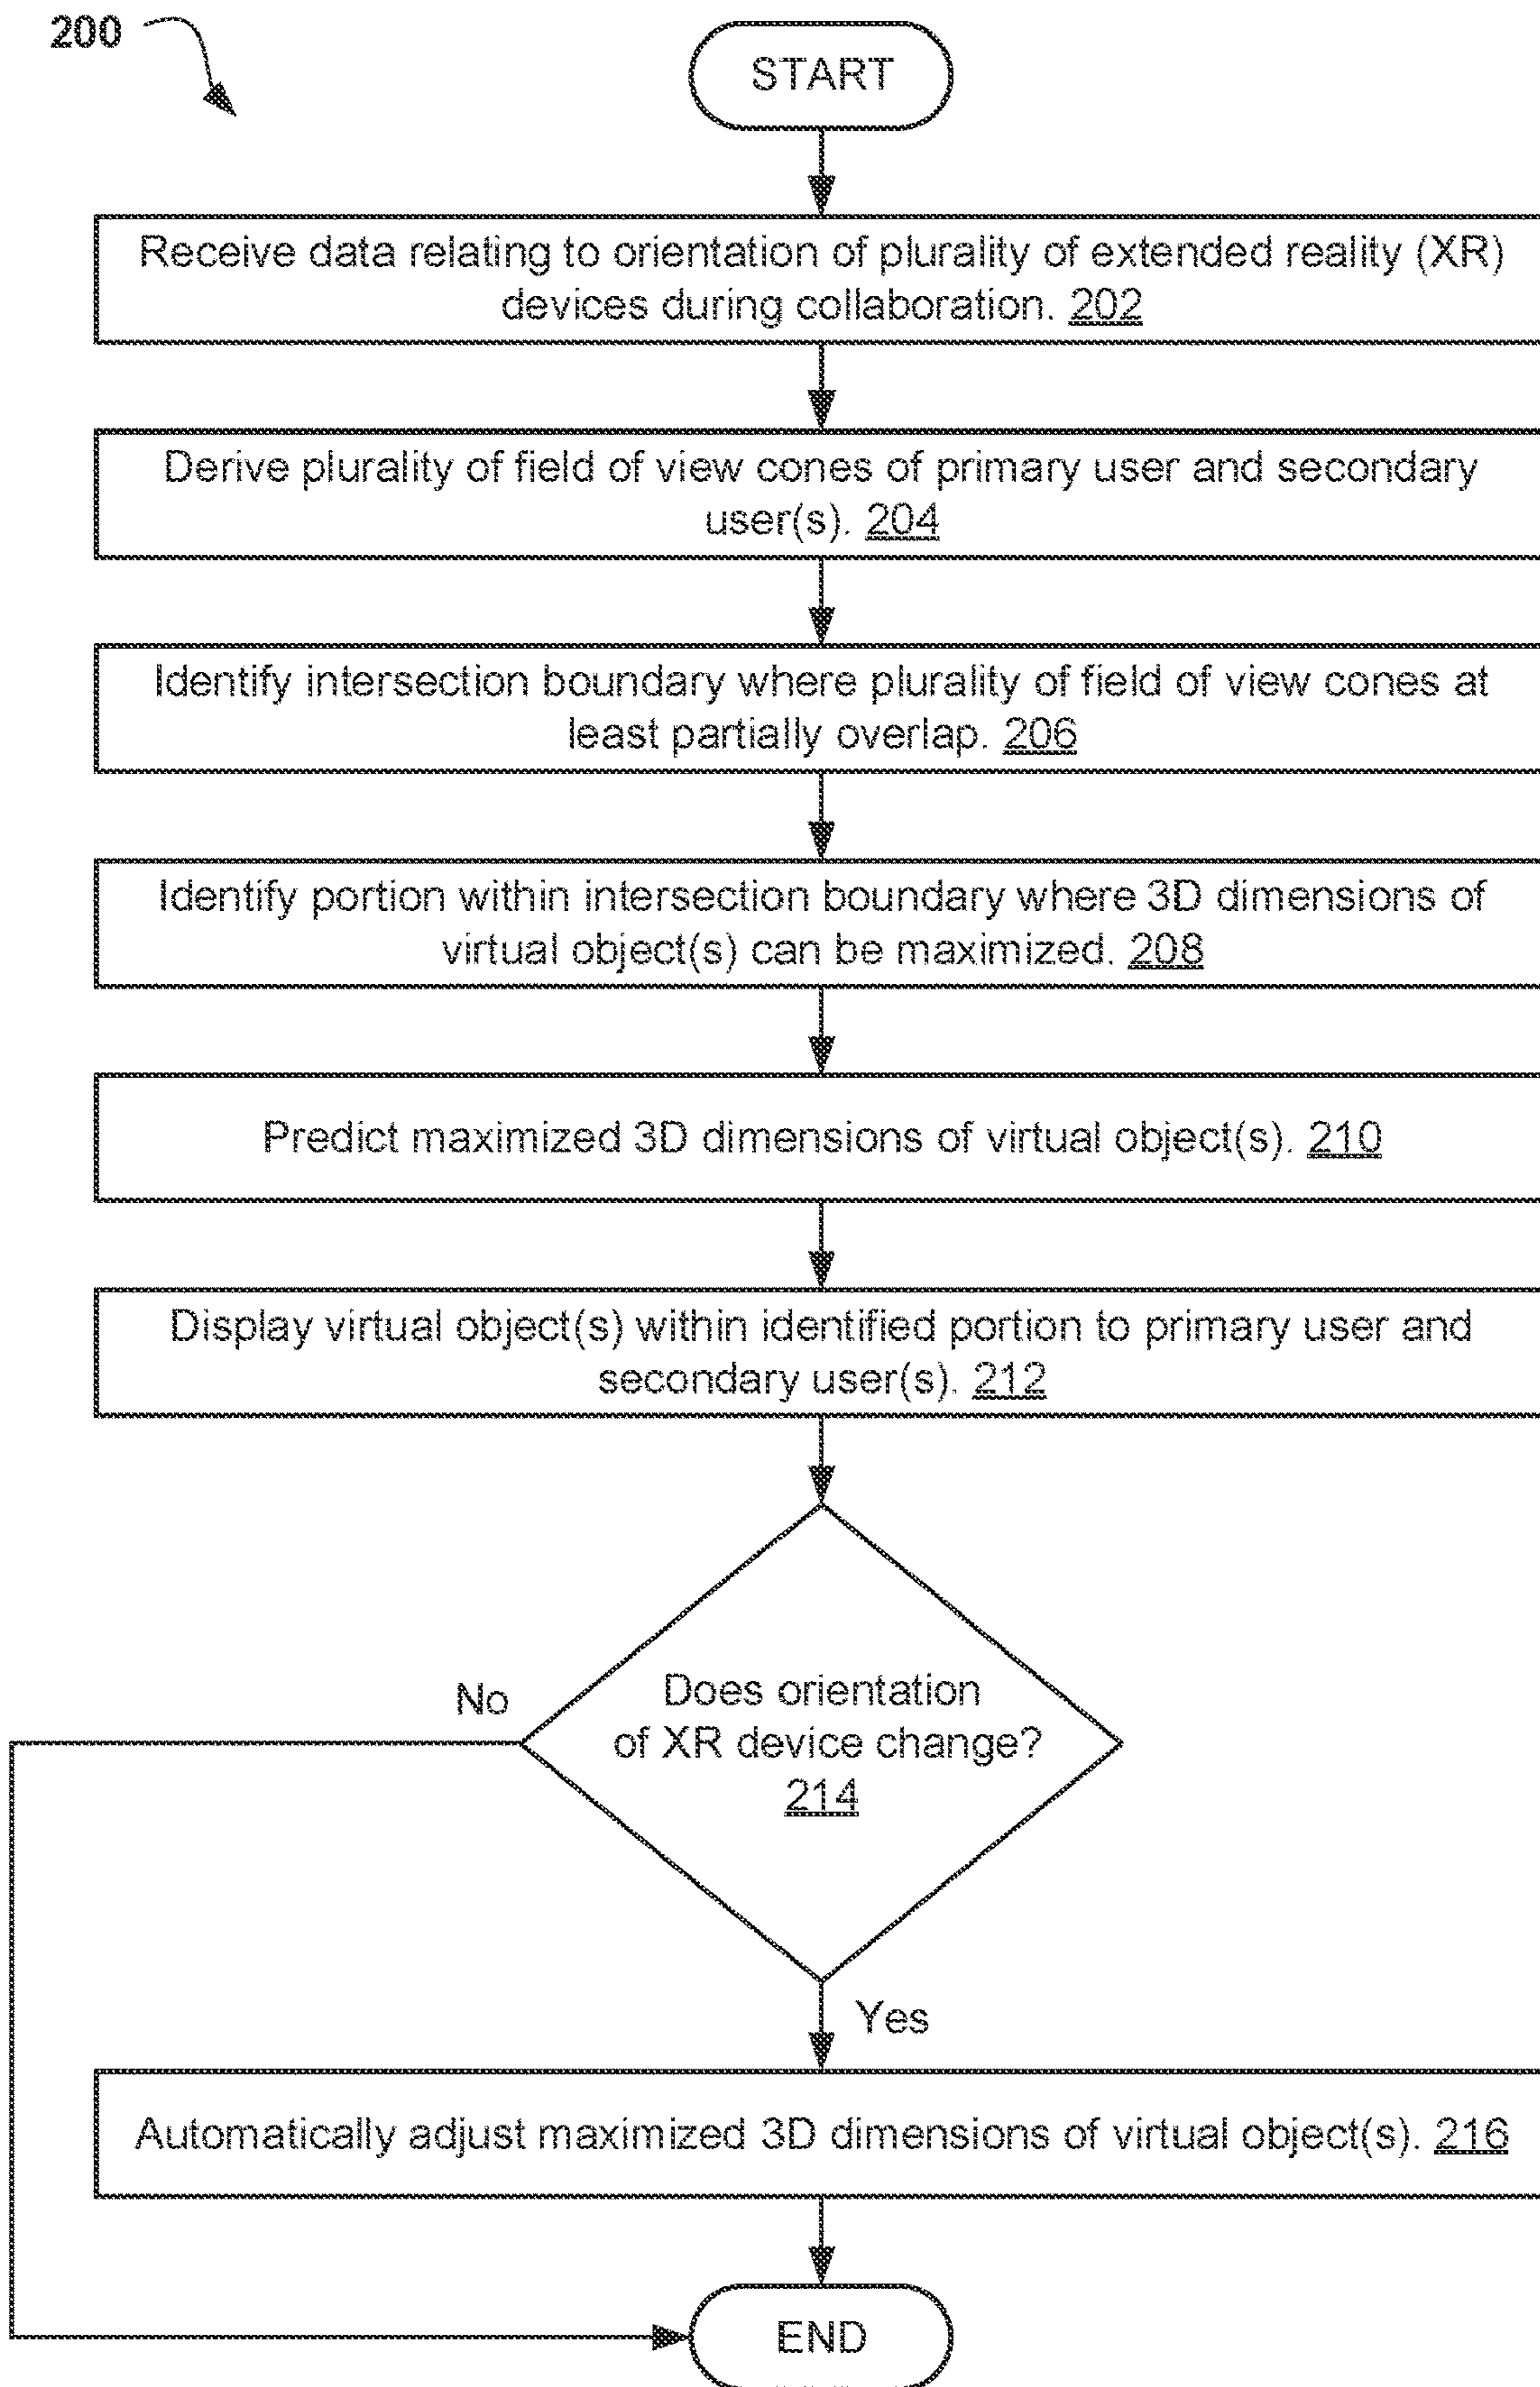 200
START
Receive data relating to orientation of plurality of extended reality (XR)
devices during collaboration. 202
Derive plurality of field of view cones of primary user and secondary
user(s). 204
Identify intersection boundary where plurality of field of view cones at
least partially overlap. 206
Identify portion within intersection boundary where 3D dimensions of
virtual object(s) can be maximized. 208
Predict maximized 3D dimensions of virtual object(s). 210
Display virtual object(s) within identified portion to primary user and
secondary user(s). 212
No
Does orientation
of XR device change?
214
Yes
Automatically adjust maximized 3D dimensions of virtual object(s). 216
END